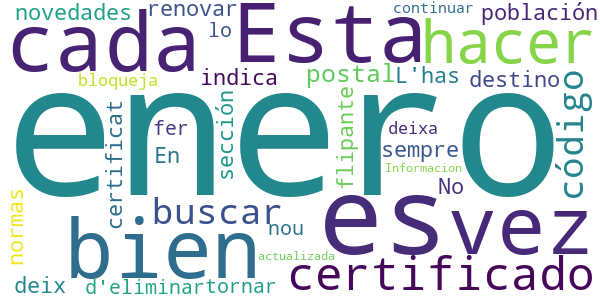 novedades
renovar
continuar
población
cada
Esta
lo
hacer
bloqueja
indica
postal
L'has
destino
enero
certificat
fer
En
sección
flipante
deixa
sempre
Informacion
No
código
normas
bien
buscar
nou
es
vez
actualizada
deix
d'eliminar
tornar
certificado